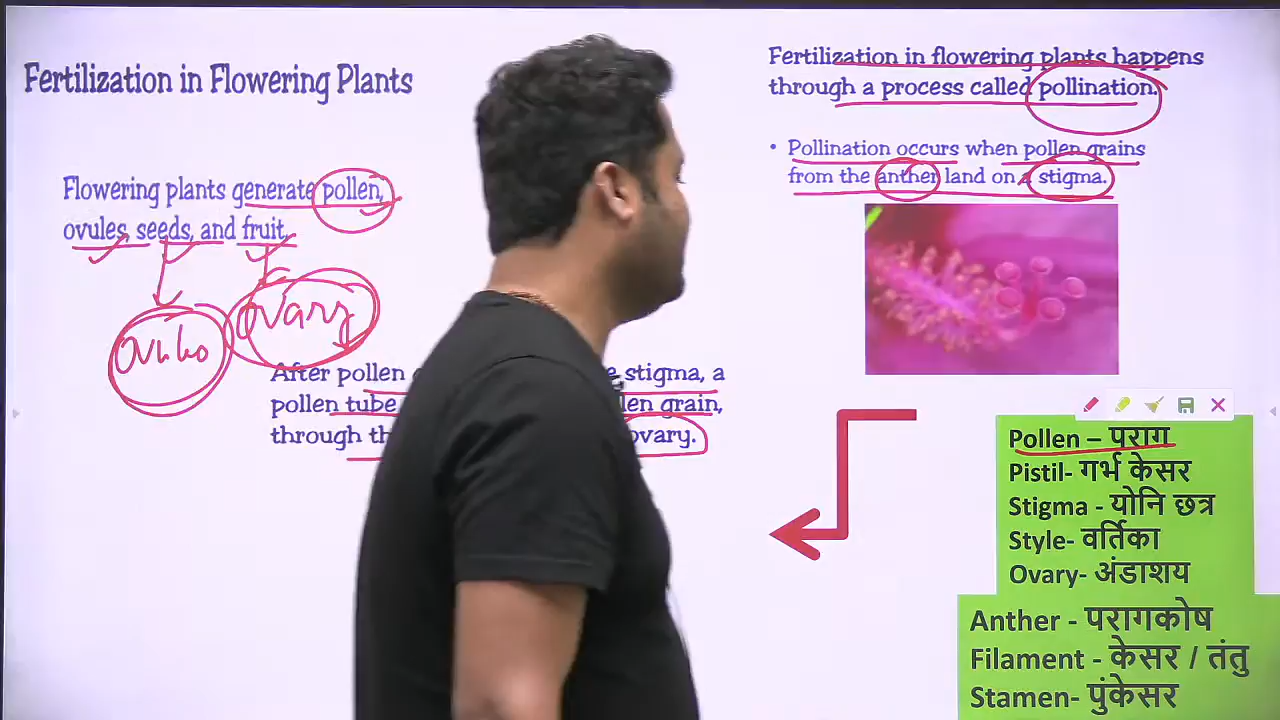 Fertilization in Flowering Plants
Flowering plants generate pollen,
ovules, seeds, and fruit.
ovary
After pollen stigma, a
pollen tube grain,
through ovary.
Fertilization in flowering plants happens
through a process called pollination.
• Pollination occurs when pollen grains
from the anther land on a stigma.
Pollen – पराग
Pistil- गर्भ केसर
Stigma - योनि छत्र
Style- वर्तिका
Ovary- अंडाशय
Anther - परागकोष
Filament - केसर / तंतु
Stamen- पुंकेसर